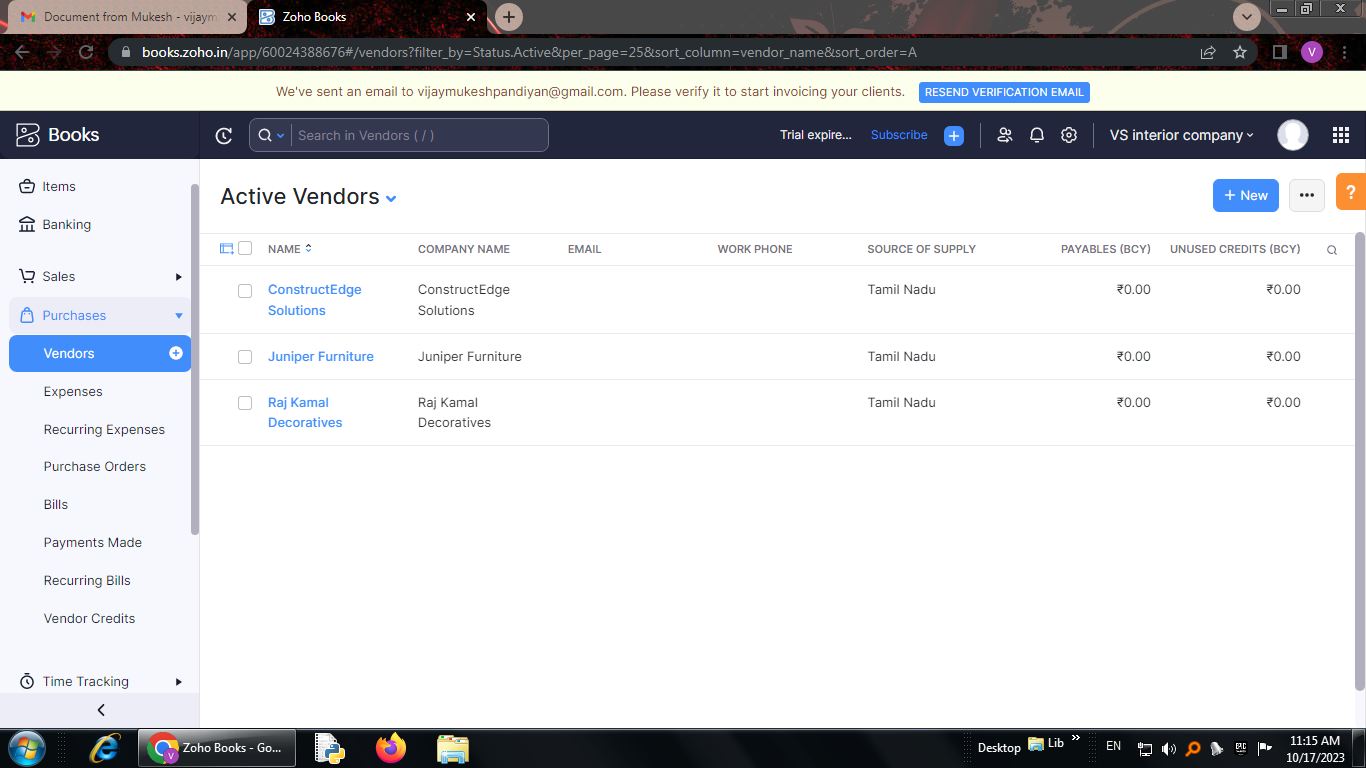 Document from Mukesh - vijaym
Zoho Books
books.zoho.in/app/60024388676#/vendors?filter_by=Status.Active&per_page=25&sort_column=vendor_name&sort_order=A
V
We've sent an email to vijaymukeshpandiyan@gmail.com. Please verify it to start invoicing your clients. RESEND VERIFICATION EMAIL
Books
Search in Vendors ( / )
Trial expire... Subscribe
VS interior company
Items
Banking
Sales
Purchases
Vendors
Expenses
Recurring Expenses
Purchase Orders
Bills
Payments Made
Recurring Bills
Vendor Credits
Time Tracking
Active Vendors
+ New
?
NAME COMPANY NAME EMAIL WORK PHONE SOURCE OF SUPPLY PAYABLES (BCY) UNUSED CREDITS (BCY)
ConstructEdge Solutions ConstructEdge Solutions Tamil Nadu ₹0.00 ₹0.00
Juniper Furniture Juniper Furniture Tamil Nadu ₹0.00 ₹0.00
Raj Kamal Decoratives Raj Kamal Decoratives Tamil Nadu ₹0.00 ₹0.00
V Zoho Books - Go...
Desktop Lib » EN
11:15 AM
10/17/2023